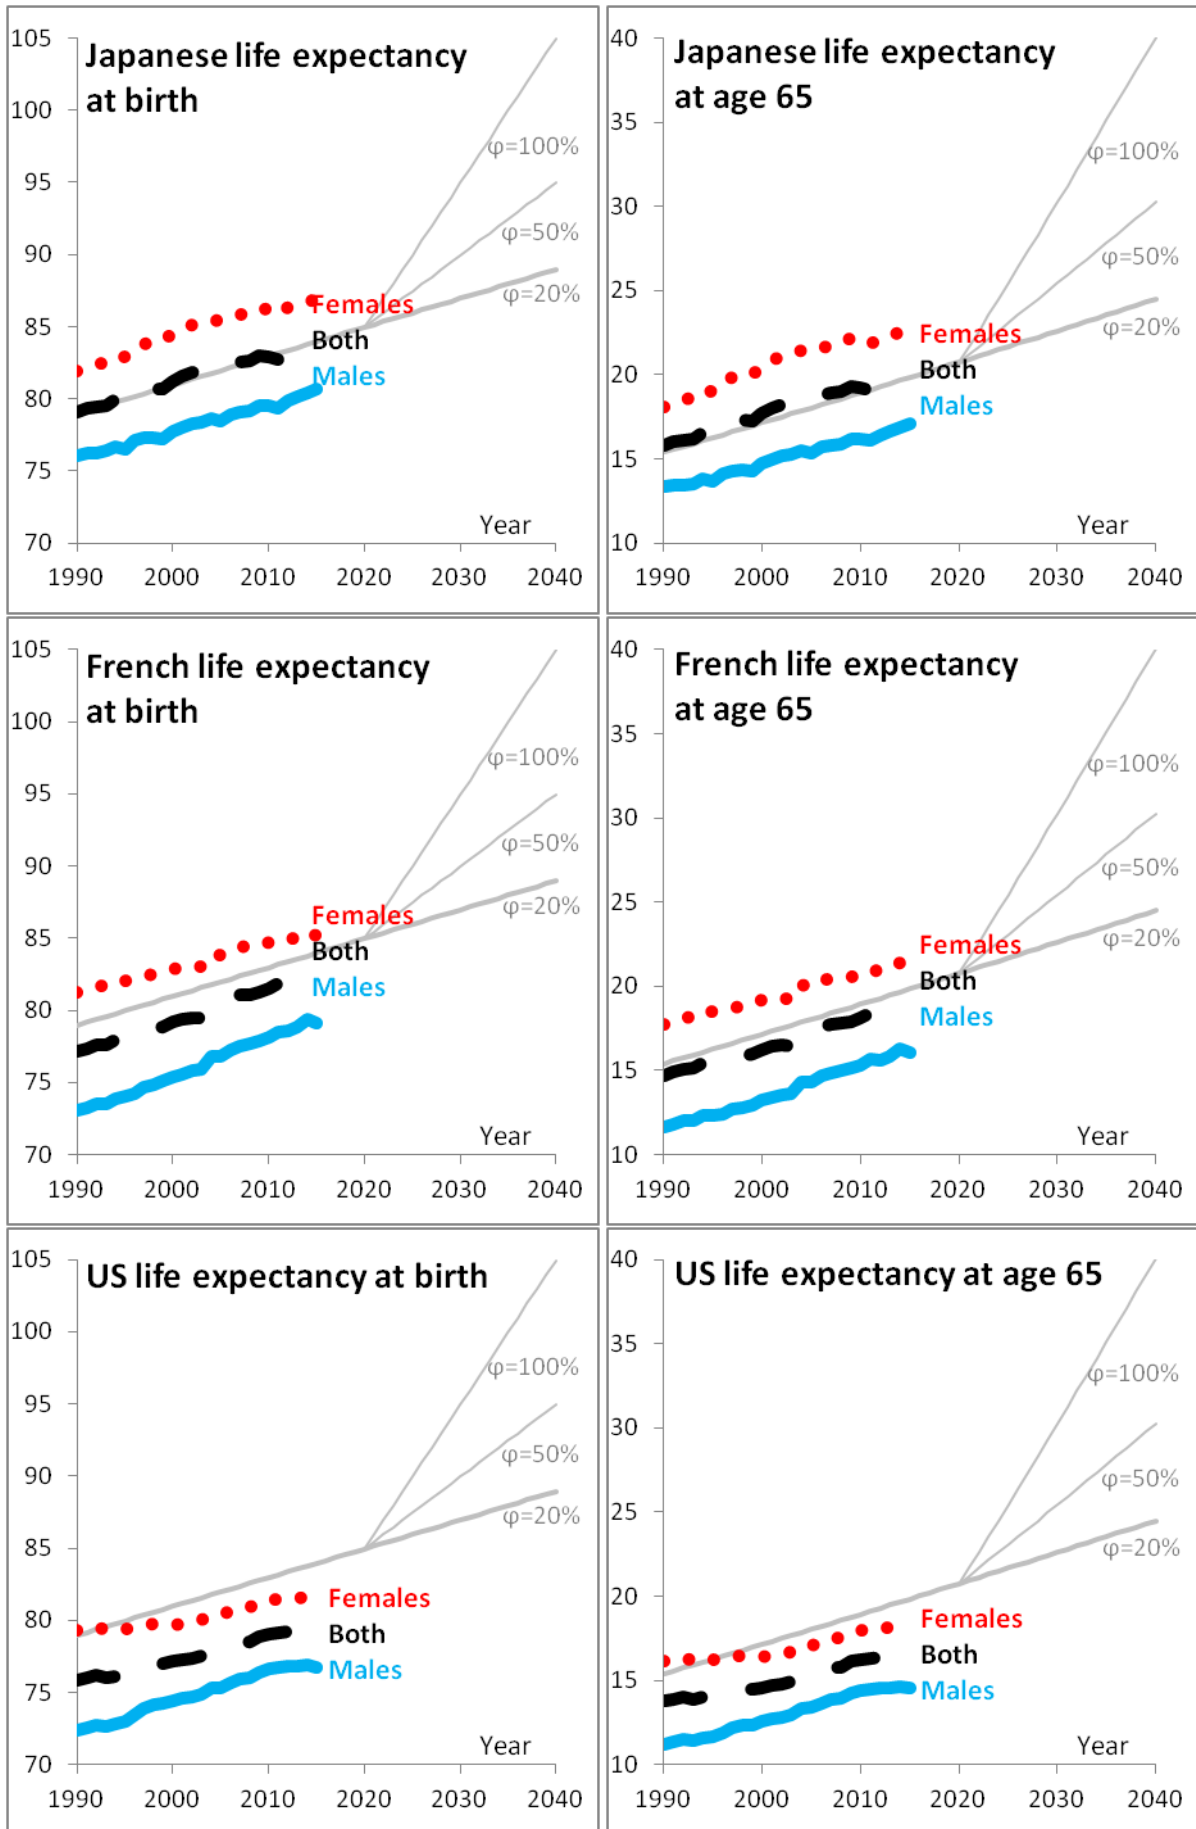 Japanese life expectancy
at birth
105
100
95
90
85
80
75
70
φ=100%
φ=50%
φ=20%
Females
Both
Males
Year
1990 2000 2010 2020 2030 2040
Japanese life expectancy
at age 65
40
35
30
25
20
15
10
φ=100%
φ=50%
φ=20%
Females
Both
Males
Year
1990 2000 2010 2020 2030 2040
French life expectancy
at birth
105
100
95
90
85
80
75
70
φ=100%
φ=50%
φ=20%
Females
Both
Males
Year
1990 2000 2010 2020 2030 2040
French life expectancy
at age 65
40
35
30
25
20
15
10
φ=100%
φ=50%
φ=20%
Females
Both
Males
Year
1990 2000 2010 2020 2030 2040
US life expectancy at birth
105
100
95
90
85
80
75
70
φ=100%
φ=50%
φ=20%
Females
Both
Males
Year
1990 2000 2010 2020 2030 2040
US life expectancy at age 65
40
35
30
25
20
15
10
φ=100%
φ=50%
φ=20%
Females
Both
Males
Year
1990 2000 2010 2020 2030 2040